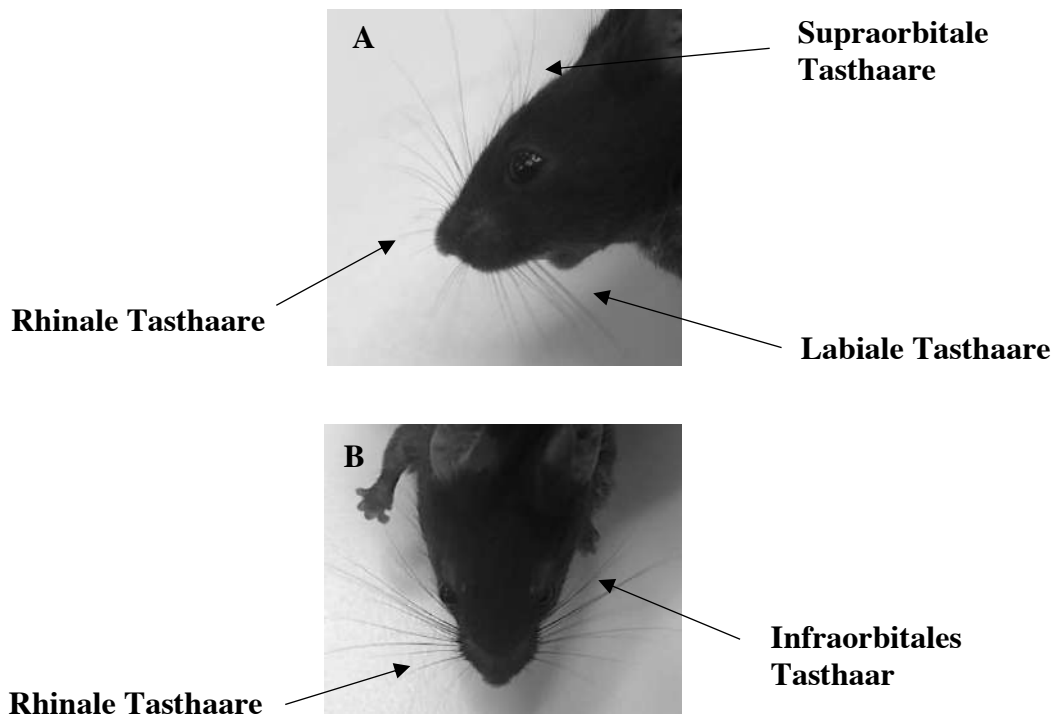 A
Supraorbitale
Tasthaare
Rhinale Tasthaare
Labiale Tasthaare
B
Infraorbitales
Tasthaar
Rhinale Tasthaare